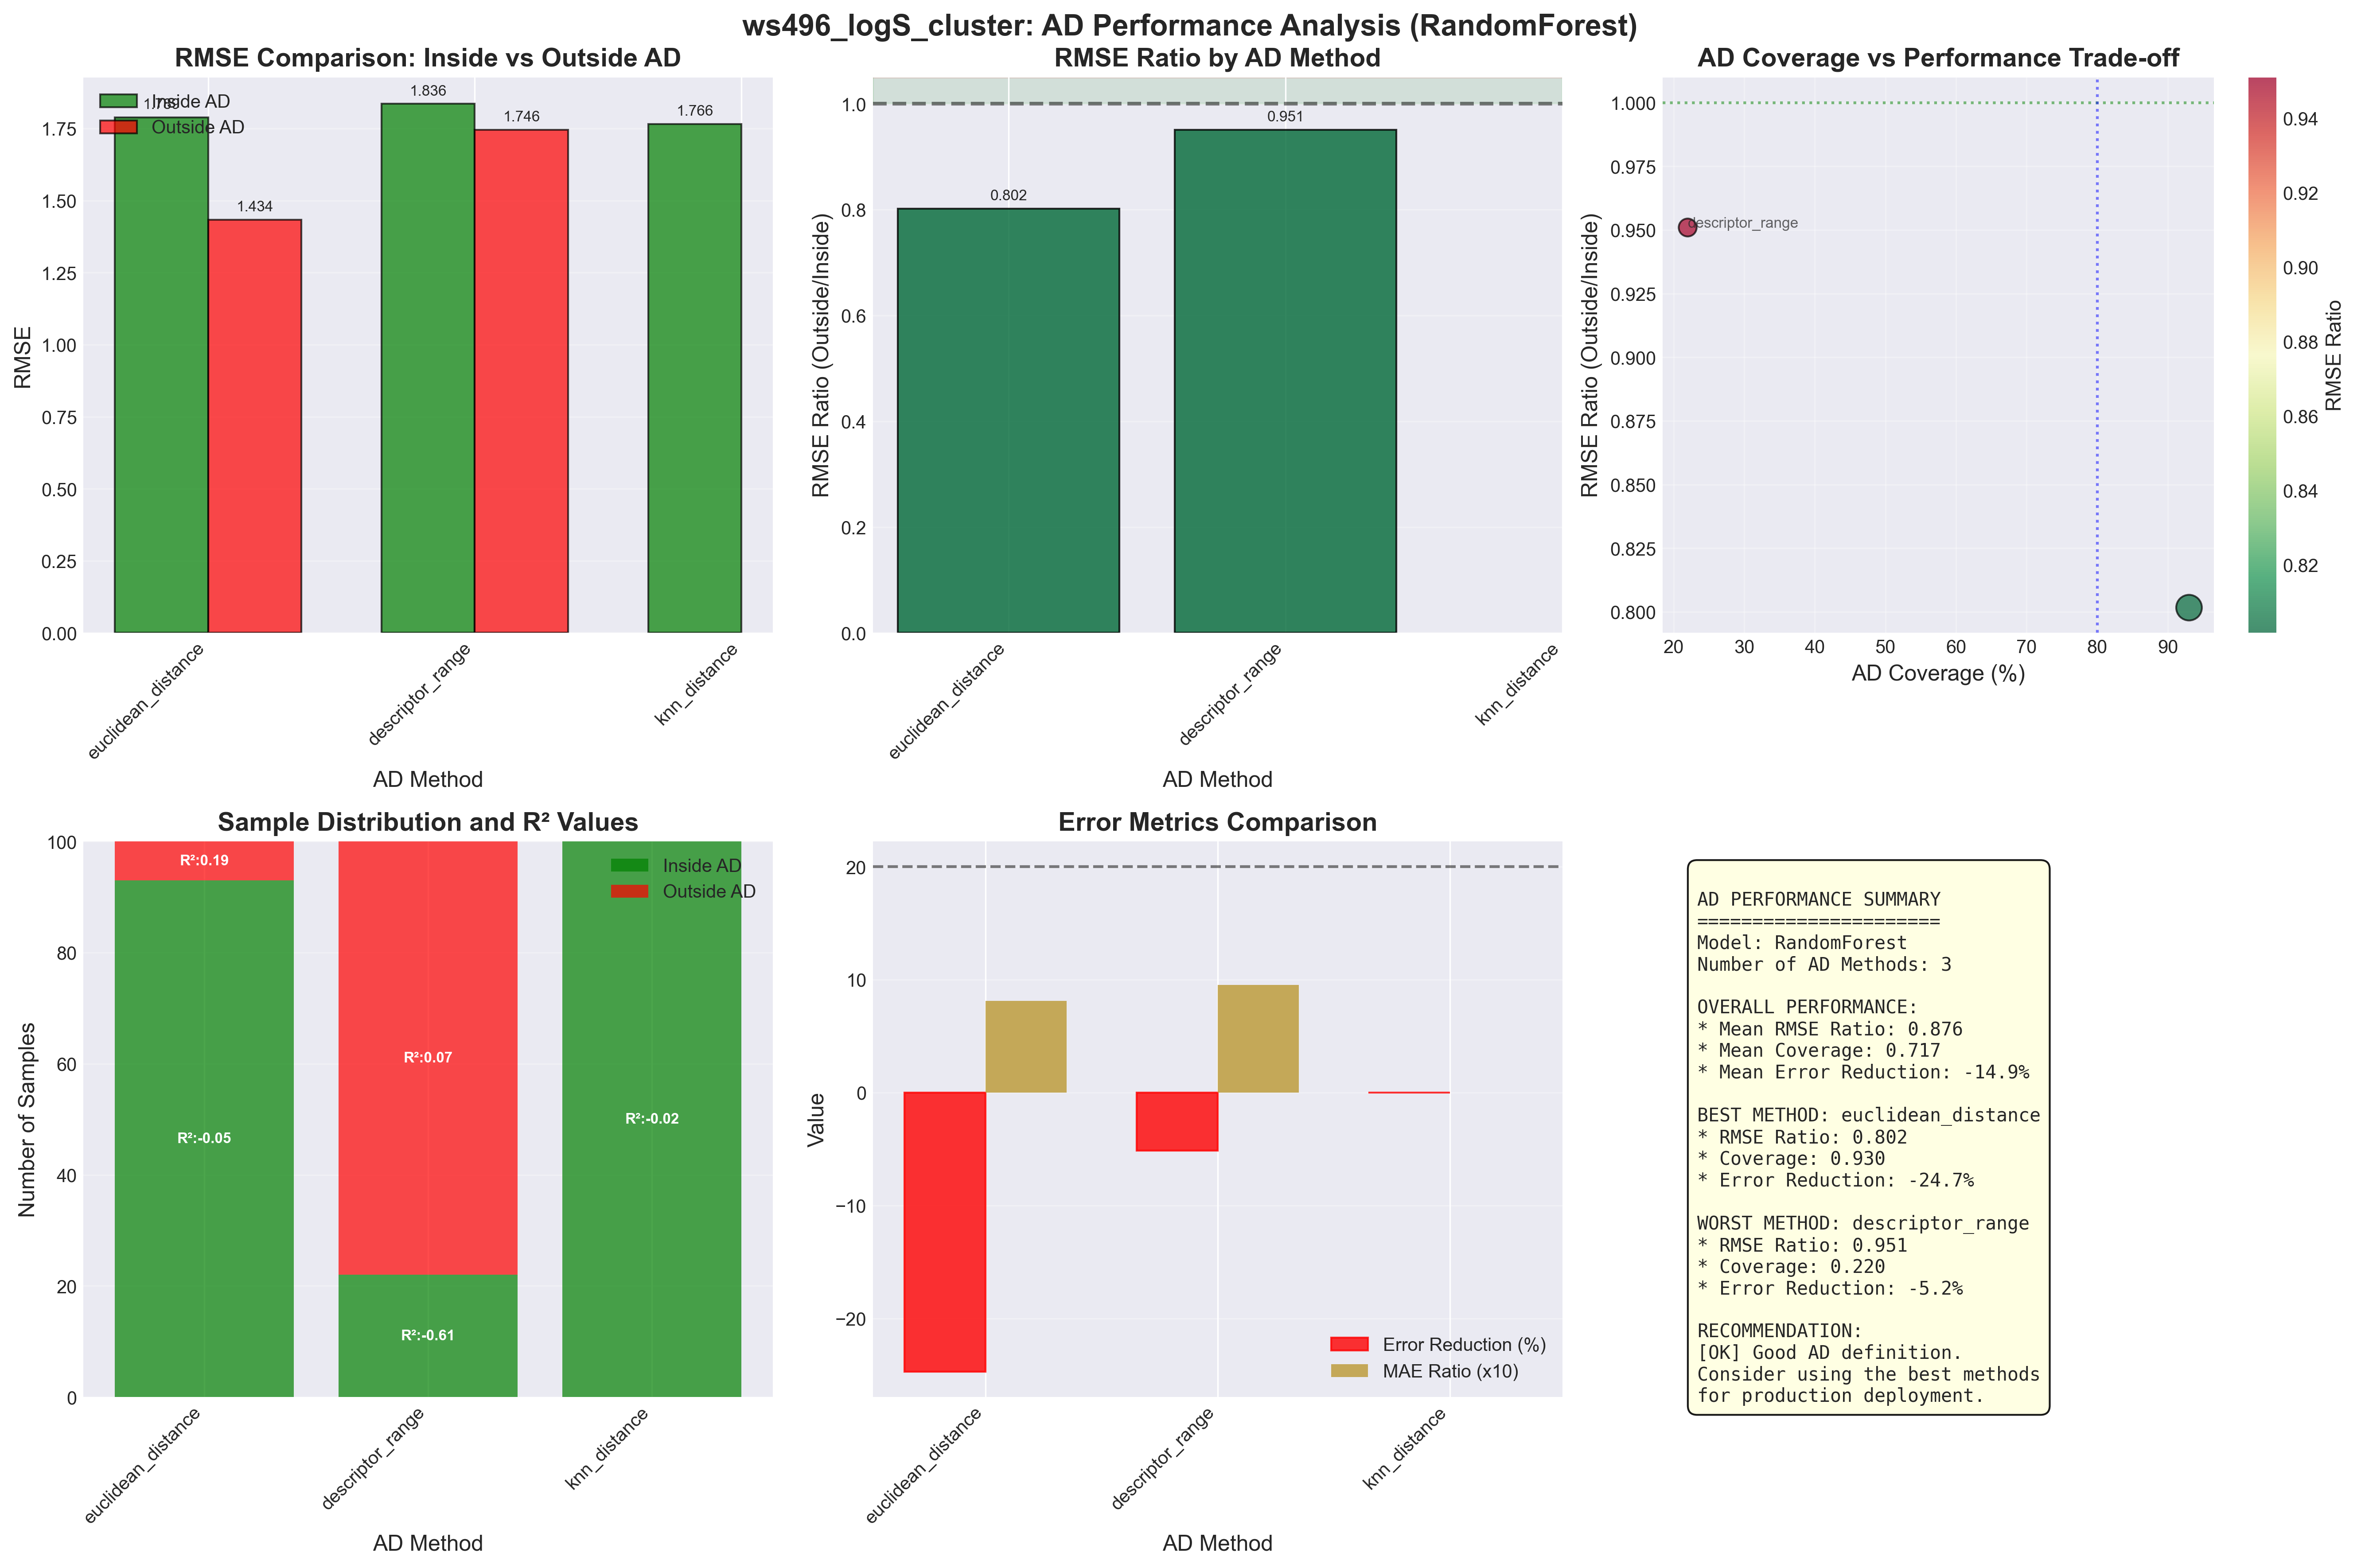 ws496_logS_cluster: AD Performance Analysis (RandomForest)
RMSE Comparison: Inside vs Outside AD
Inside AD
Outside AD
1.789
1.434
1.836
1.746
1.766
1.75
1.50
1.25
1.00
0.75
0.50
0.25
0.00
RMSE
euclidean_distance
descriptor_range
knn_distance
AD Method
RMSE Ratio by AD Method
0.802
0.951
1.0
0.8
0.6
0.4
0.2
0.0
RMSE Ratio (Outside/Inside)
euclidean_distance
descriptor_range
knn_distance
AD Method
AD Coverage vs Performance Trade-off
descriptor_range
1.000
0.975
0.950
0.925
0.900
0.875
0.850
0.825
0.800
RMSE Ratio (Outside/Inside)
20 30 40 50 60 70 80 90
AD Coverage (%)
0.94
0.92
0.90
0.88
0.86
0.84
0.82
RMSE Ratio
Sample Distribution and R² Values
Inside AD
Outside AD
R²:0.19
R²:-0.05
R²:0.07
R²:-0.61
R²:-0.02
100
80
60
40
20
0
Number of Samples
euclidean_distance
descriptor_range
knn_distance
AD Method
Error Metrics Comparison
20
10
0
−10
−20
Value
Error Reduction (%)
MAE Ratio (x10)
euclidean_distance
descriptor_range
knn_distance
AD Method
AD PERFORMANCE SUMMARY
======================
Model: RandomForest
Number of AD Methods: 3
OVERALL PERFORMANCE:
* Mean RMSE Ratio: 0.876
* Mean Coverage: 0.717
* Mean Error Reduction: -14.9%
BEST METHOD: euclidean_distance
* RMSE Ratio: 0.802
* Coverage: 0.930
* Error Reduction: -24.7%
WORST METHOD: descriptor_range
* RMSE Ratio: 0.951
* Coverage: 0.220
* Error Reduction: -5.2%
RECOMMENDATION:
[OK] Good AD definition.
Consider using the best methods
for production deployment.